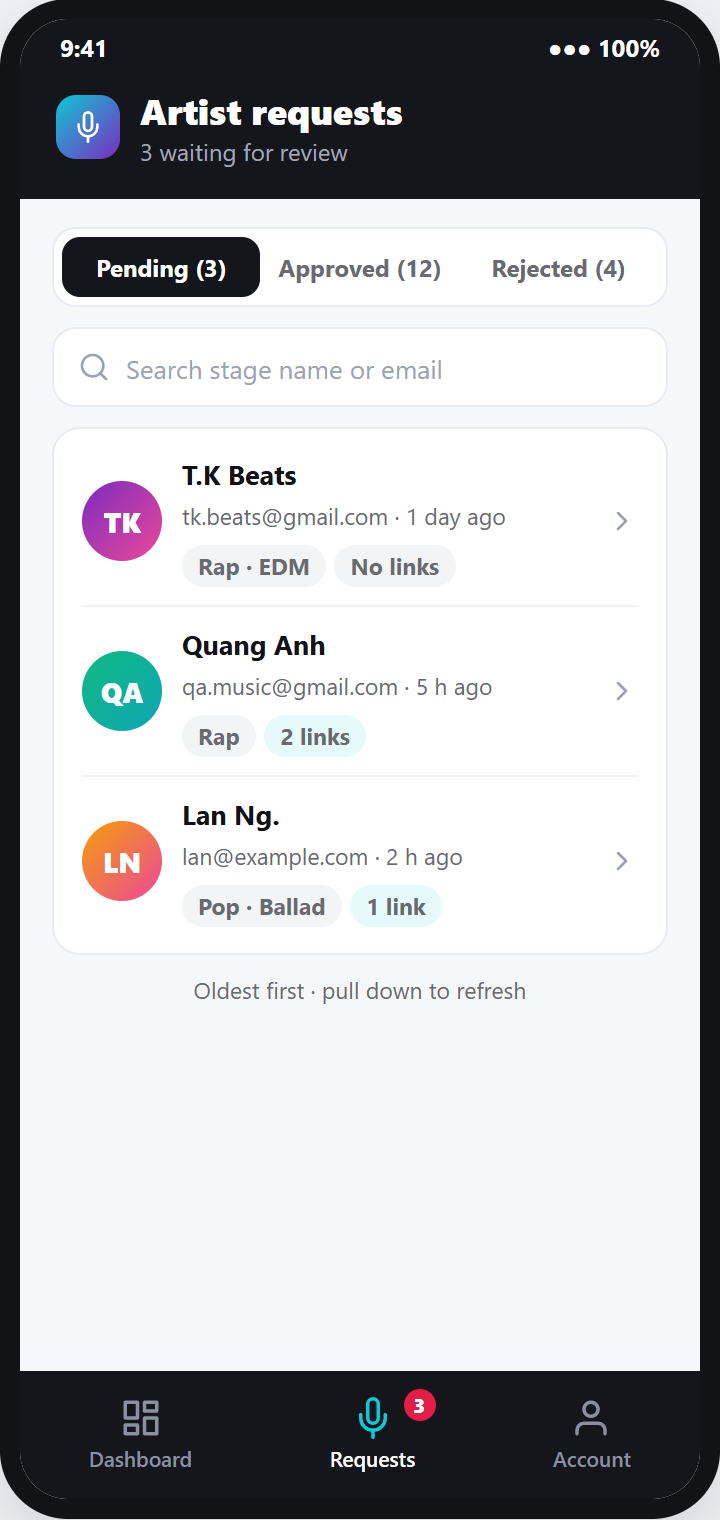 9:41 ●●● 100%
Artist requests
3 waiting for review
Pending (3) Approved (12) Rejected (4)
Search stage name or email
TK
T.K Beats
tk.beats@gmail.com · 1 day ago
Rap · EDM No links
QA
Quang Anh
qa.music@gmail.com · 5 h ago
Rap 2 links
LN
Lan Ng.
lan@example.com · 2 h ago
Pop · Ballad 1 link
Oldest first · pull down to refresh
3
Dashboard Requests Account